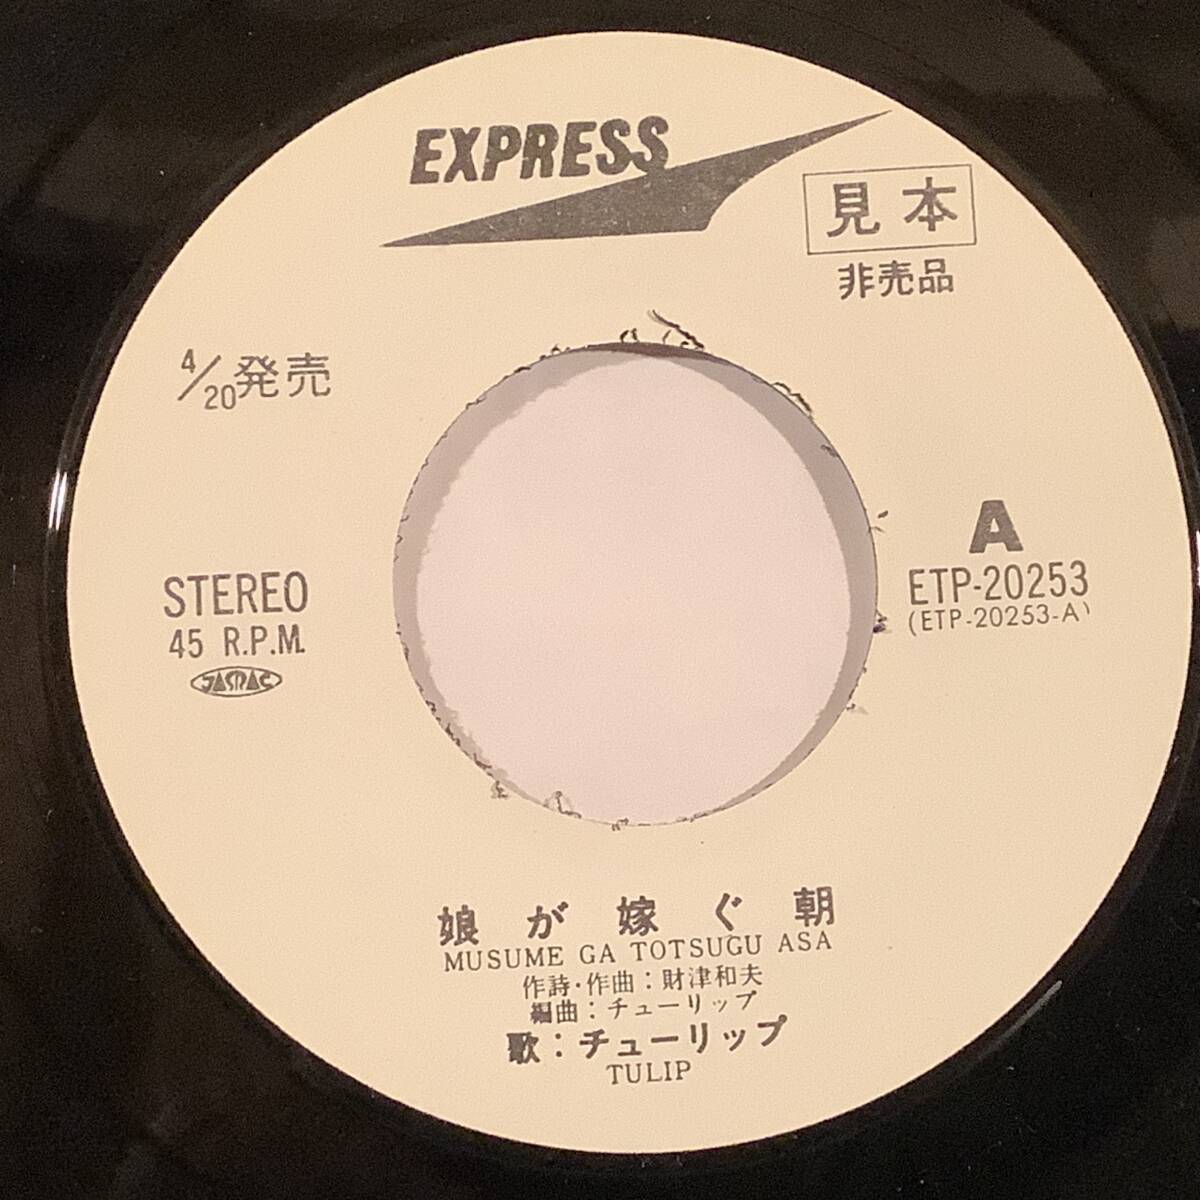 EXPRESS
見本
非売品
4/20発売
A
ETP-20253
(ETP-20253-A)
STEREO
45 R.P.M.
JASRAC
娘が嫁ぐ朝
MUSUME GA TOTSUGU ASA
作詩・作曲：財津和夫
編曲：チューリップ
歌：チューリップ
TULIP